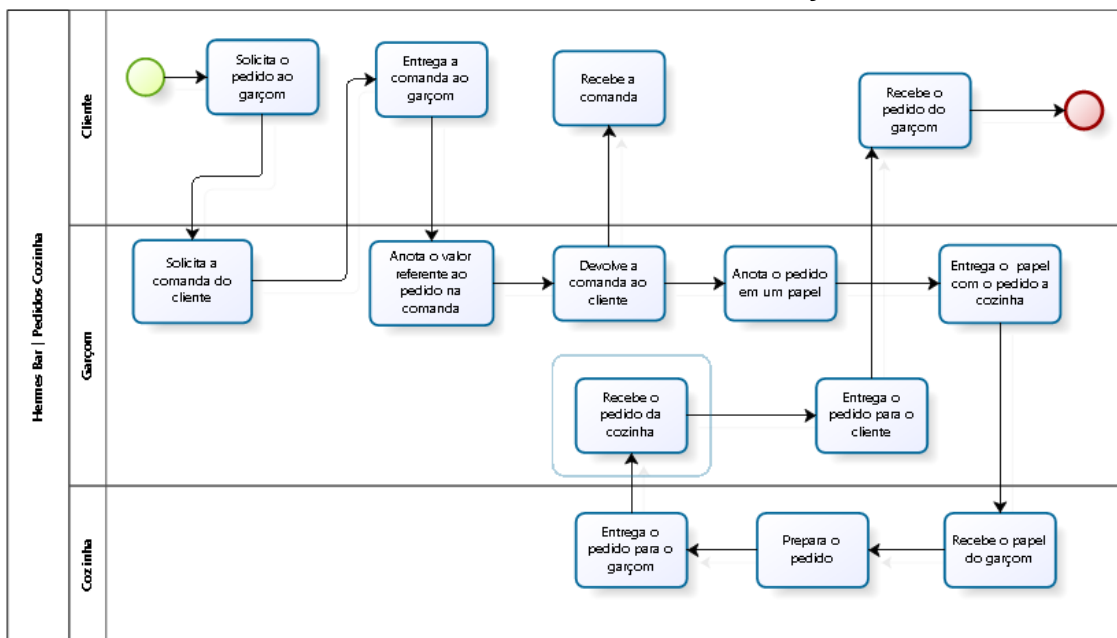 Hermes Bar | Pedidos Cozinha
Cliente
Solicita o
pedido ao
garçom
Entrega a
comanda ao
garçom
Recebe a
comanda
Recebe o
pedido do
garçom
Garçom
Solicita a
comanda do
cliente
Anota o valor
referente ao
pedido na
comanda
Devolve a
comanda ao
cliente
Anota o pedido
em um papel
Entrega o papel
com o pedido a
cozinha
Recebe o
pedido da
cozinha
Entrega o
pedido para o
cliente
Cozinha
Entrega o
pedido para o
garçom
Prepara o
pedido
Recebe o papel
do garçom